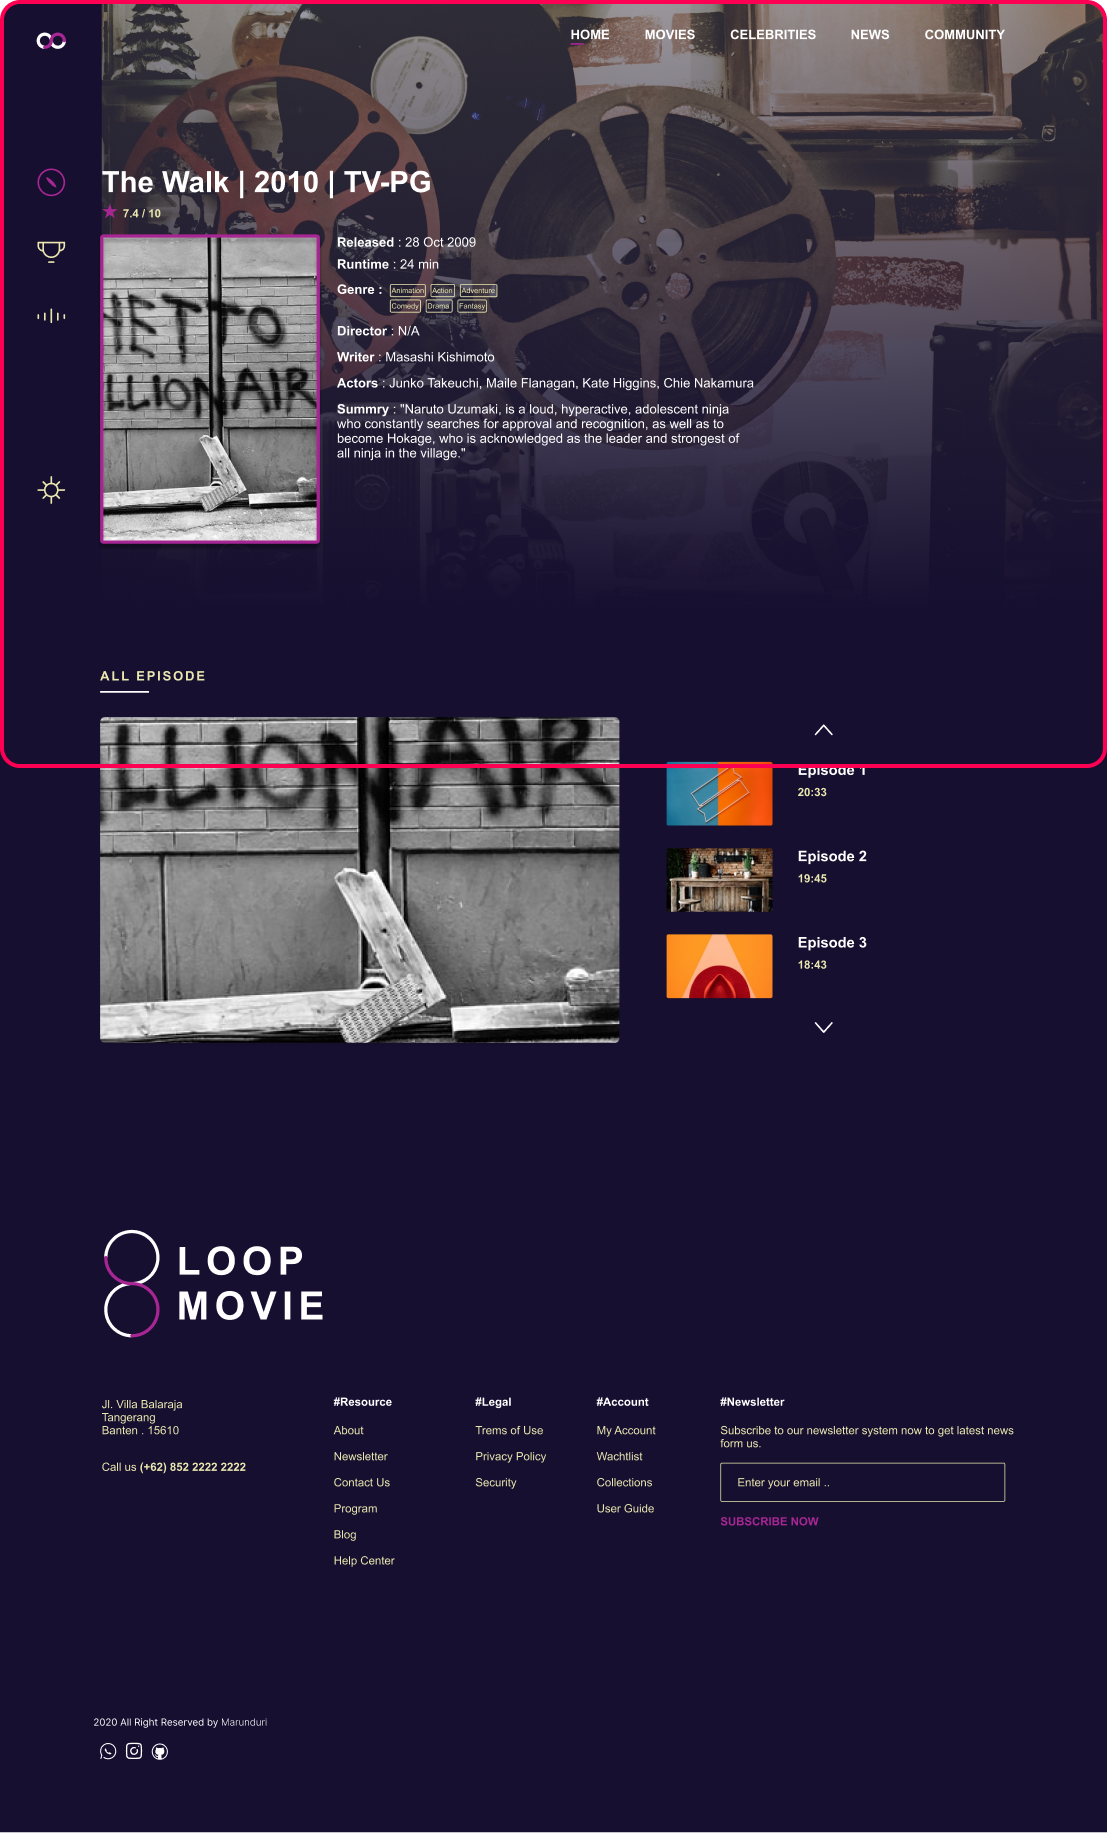 HOME MOVIES CELEBRITIES NEWS COMMUNITY
The Walk | 2010 | TV-PG
7.4 / 10
Released : 28 Oct 2009
Runtime : 24 min
Genre : Animation Action Adventure
Comedy Drama Fantasy
Director : N/A
Writer : Masashi Kishimoto
Actors : Junko Takeuchi, Maile Flanagan, Kate Higgins, Chie Nakamura
Summry : "Naruto Uzumaki, is a loud, hyperactive, adolescent ninja
who constantly searches for approval and recognition, as well as to
become Hokage, who is acknowledged as the leader and strongest of
all ninja in the village."
TO
LLIONAIR
ALL EPISODE
LLIONAIR
Episode 1
20:33
Episode 2
19:45
Episode 3
18:43
LOOP
MOVIE
Jl. Villa Balaraja
Tangerang
Banten . 15610
Call us (+62) 852 2222 2222
#Resource
About
Newsletter
Contact Us
Program
Blog
Help Center
#Legal
Trems of Use
Privacy Policy
Security
#Account
My Account
Wachtlist
Collections
User Guide
#Newsletter
Subscribe to our newsletter system now to get latest news
form us.
Enter your email ..
SUBSCRIBE NOW
2020 All Right Reserved by Marunduri